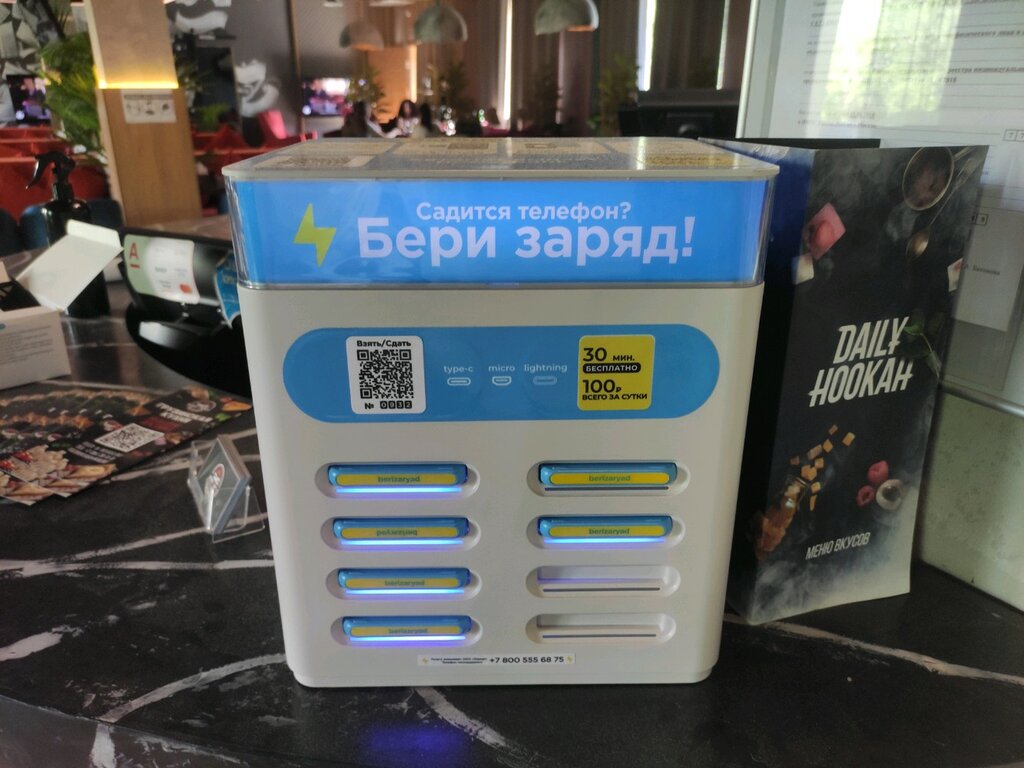 Садится телефон?
Бери заряд!
Взять/Сдать
№ 0932
type-c micro lightning
30 мин.
БЕСПЛАТНО
100₽
ВСЕГО ЗА СУТКИ
berizaryad
berizaryad
berizaryad
berizaryad
berizaryad
berizaryad
+7 800 555 68 75
DAILY
HOOKAH
МЕНЮ ВКУСОВ
А